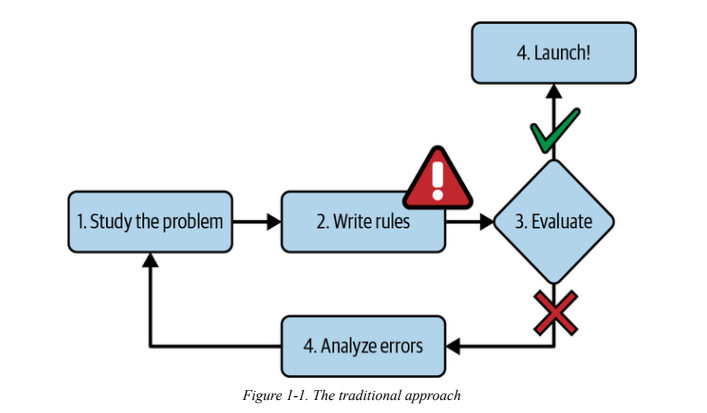 4. Launch!
1. Study the problem
2. Write rules
3. Evaluate
4. Analyze errors
Figure 1-1. The traditional approach